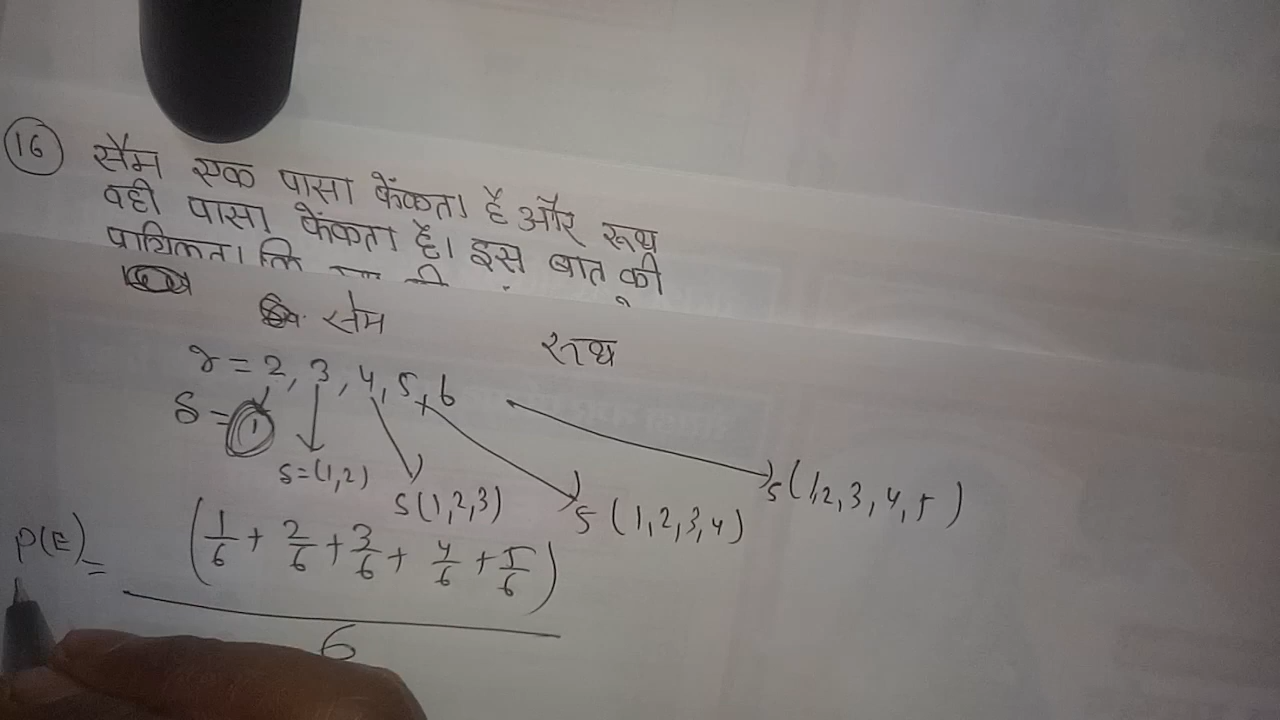 16 सैम एक पासा फेंकता है और रूथ
वही पासा फेंकता है। इस बात की
सैम रूथ
r = 2, 3, 4, 5, 6
s = 1
s=(1,2)
s(1,2,3)
s(1,2,3,4)
s(1,2,3,4,5)
P(E) = (1/6 + 2/6 + 3/6 + 4/6 + 5/6)
6